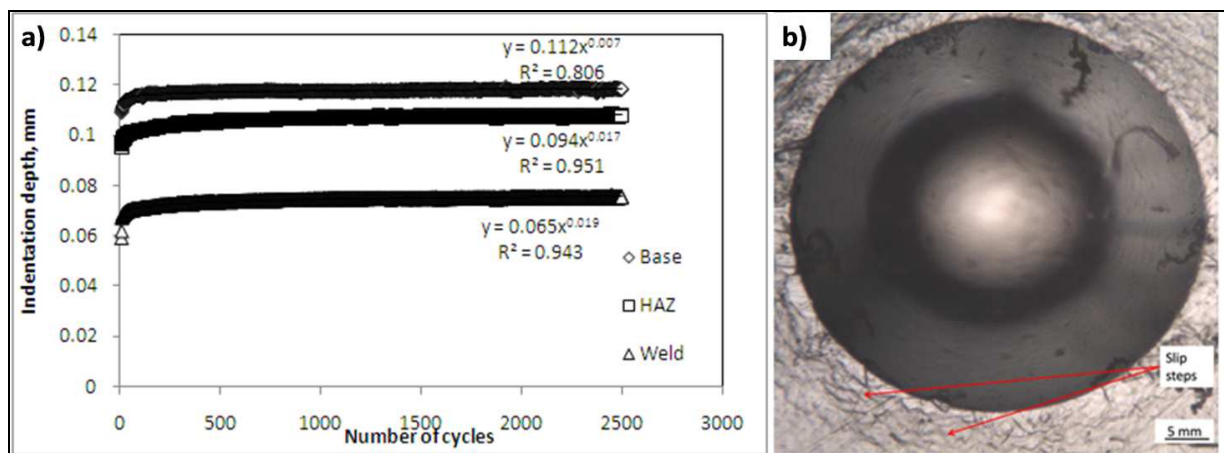 a)
0.14
0.12
0.1
0.08
0.06
0.04
0.02
0
Indentation depth, mm
y = 0.112x^0.007
R² = 0.806
y = 0.094x^0.017
R² = 0.951
y = 0.065x^0.019
R² = 0.943
Base
HAZ
Weld
0 500 1000 1500 2000 2500 3000
Number of cycles
b)
Slip
steps
5 mm